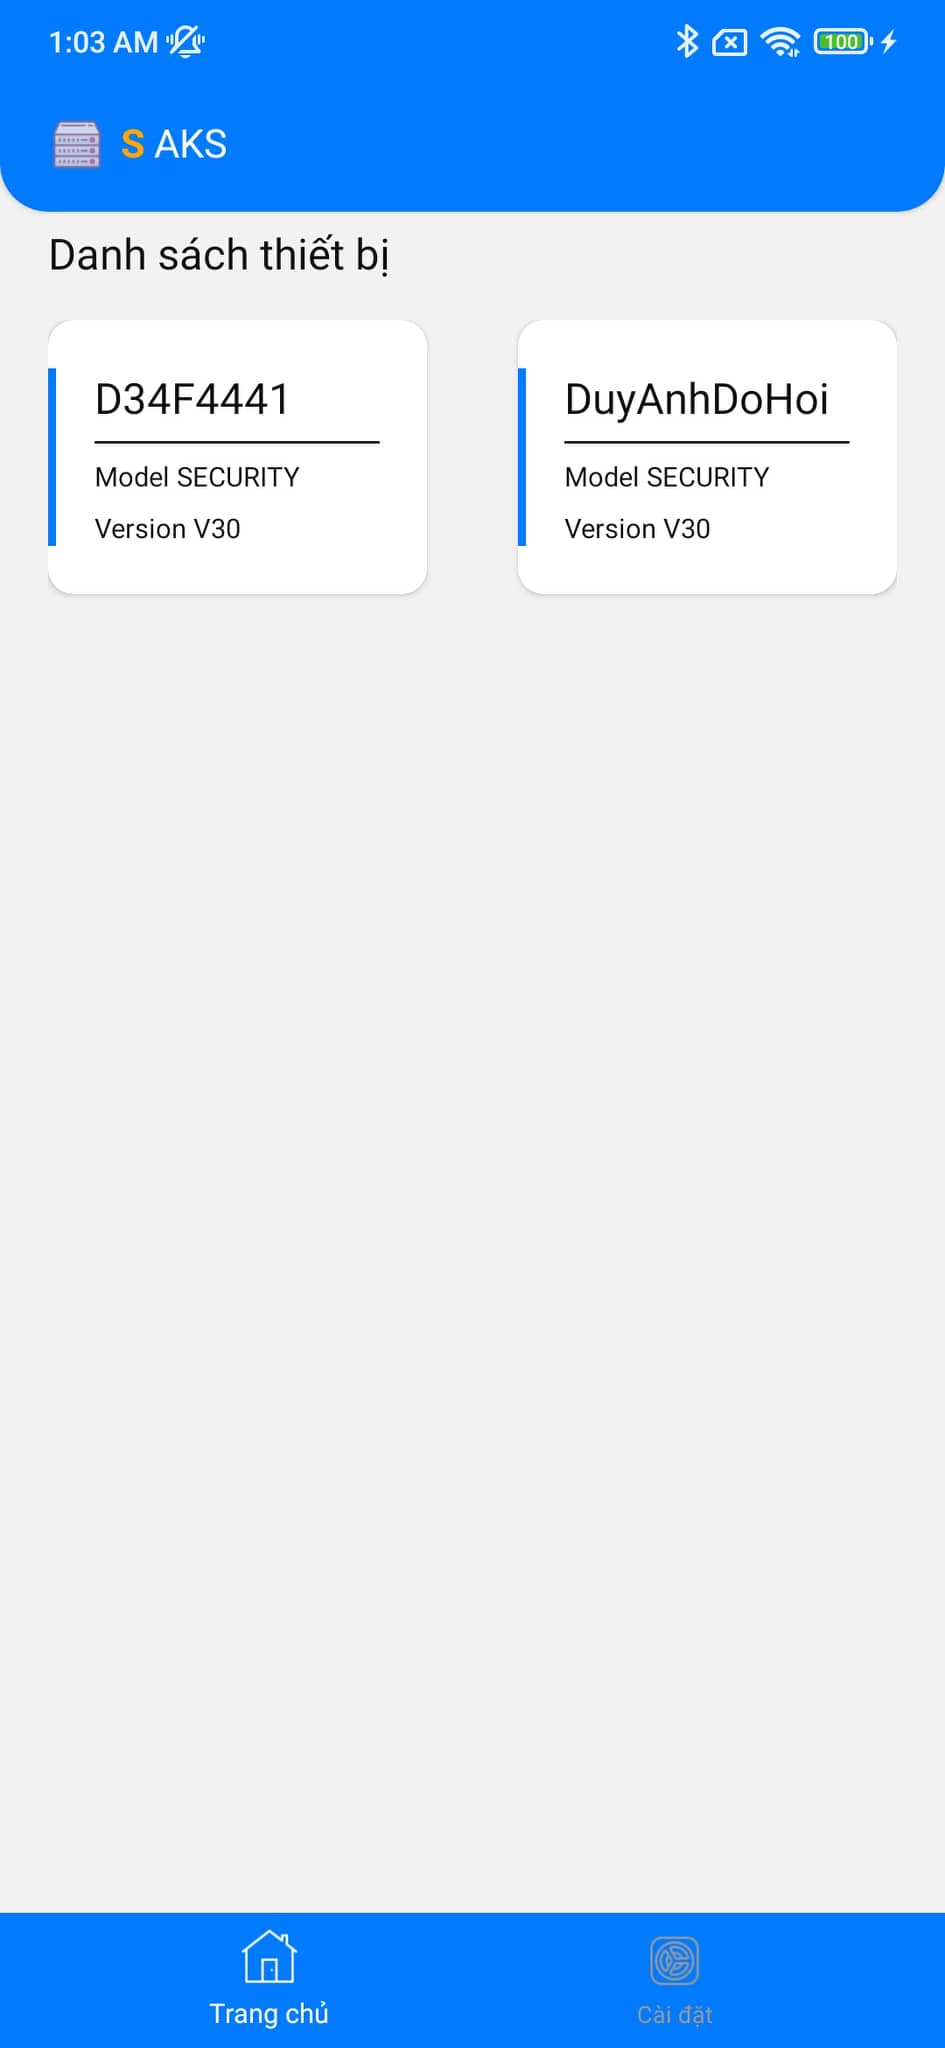 1:03 AM
100
S AKS
Danh sách thiết bị
D34F4441
Model SECURITY
Version V30
DuyAnhDoHoi
Model SECURITY
Version V30
Trang chủ
Cài đặt